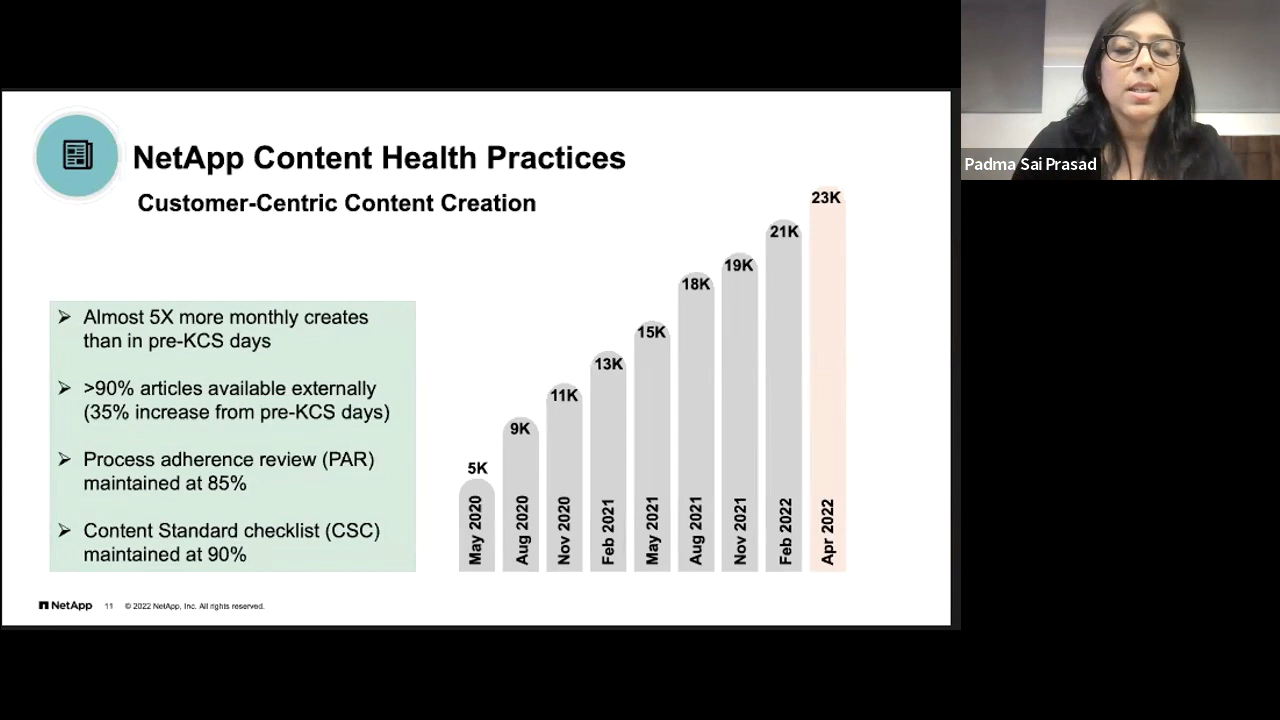 NetApp Content Health Practices
Customer-Centric Content Creation
➢ Almost 5X more monthly creates
than in pre-KCS days
➢ >90% articles available externally
(35% increase from pre-KCS days)
➢ Process adherence review (PAR)
maintained at 85%
➢ Content Standard checklist (CSC)
maintained at 90%
5K
9K
11K
13K
15K
18K
19K
21K
23K
May 2020
Aug 2020
Nov 2020
Feb 2021
May 2021
Aug 2021
Nov 2021
Feb 2022
Apr 2022
NetApp 11 © 2022 NetApp, Inc. All rights reserved.
Padma Sai Prasad